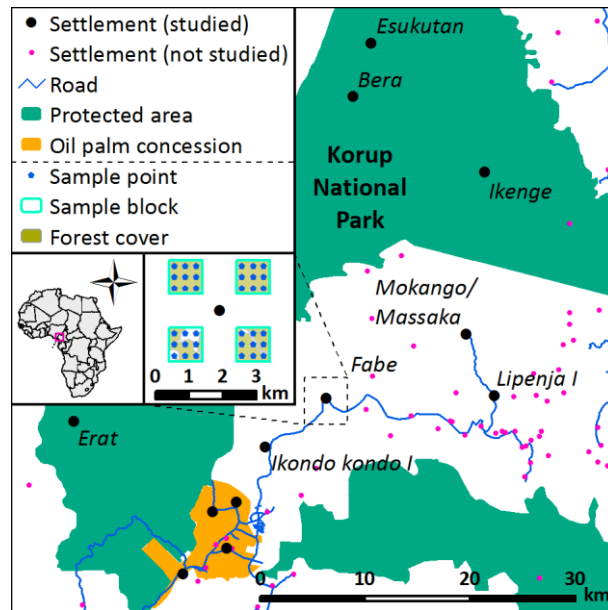 Settlement (studied)
Settlement (not studied)
Road
Protected area
Oil palm concession
Sample point
Sample block
Forest cover
0 1 2 3
km
Esukutan
Bera
Korup
National
Park
Ikenge
Mokango/
Massaka
Fabe
Lipenja I
Erat
Ikondo kondo I
0 10 20 30
km